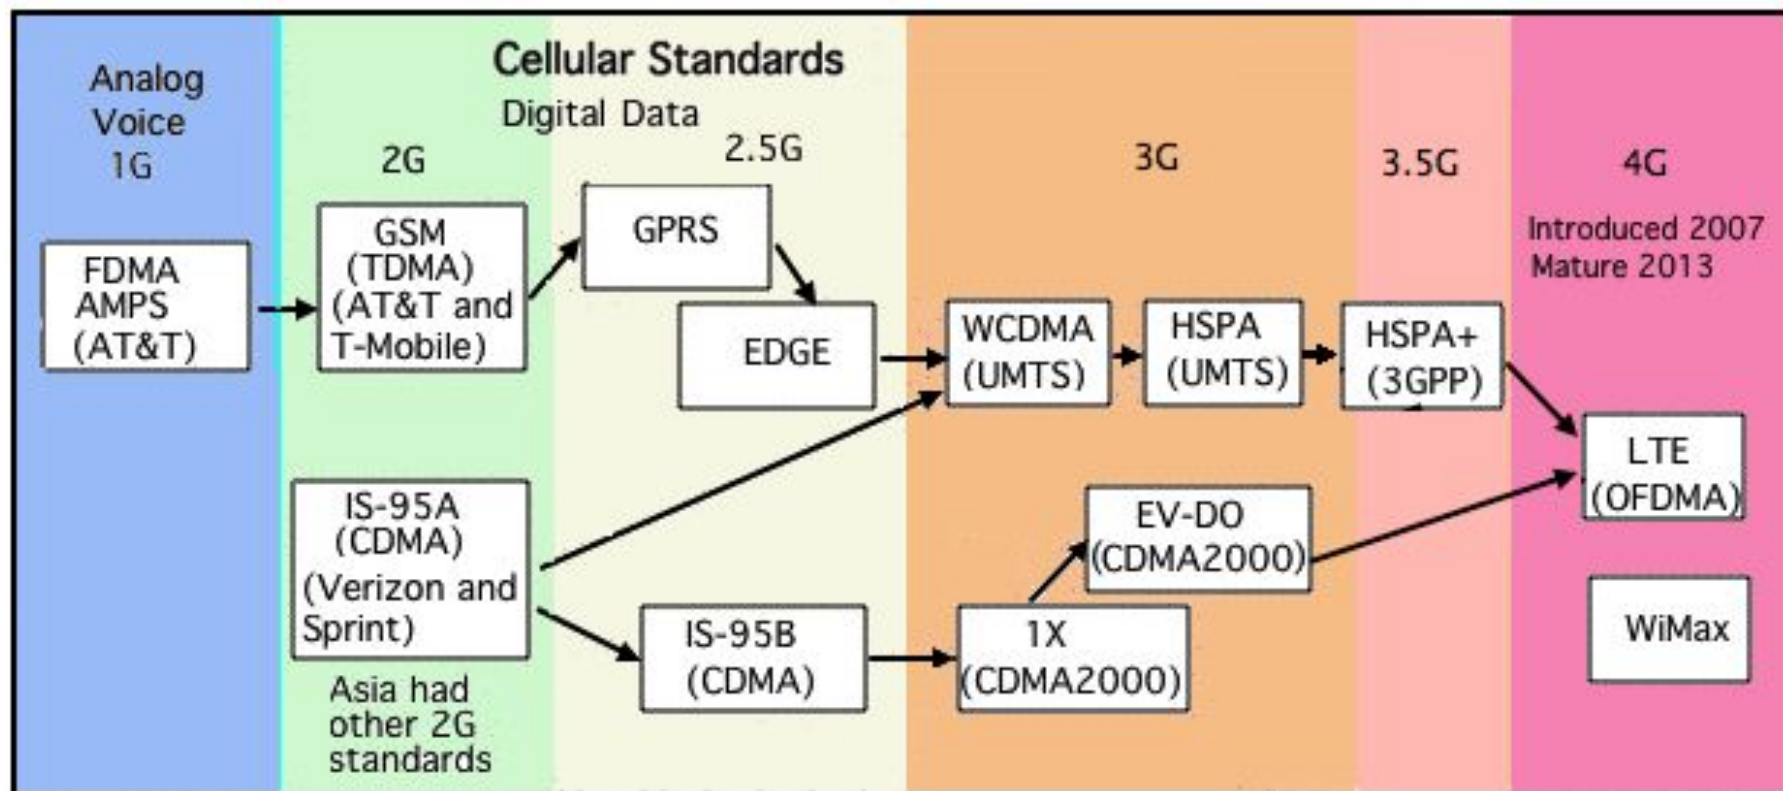 Cellular Standards
Digital Data
Analog
Voice
1G
2G
2.5G
3G
3.5G
4G
Introduced 2007
Mature 2013
FDMA
AMPS
(AT&T)
GSM
(TDMA)
(AT&T and
T-Mobile)
GPRS
EDGE
WCDMA
(UMTS)
HSPA
(UMTS)
HSPA+
(3GPP)
LTE
(OFDMA)
IS-95A
(CDMA)
(Verizon and
Sprint)
Asia had
other 2G
standards
IS-95B
(CDMA)
1X
(CDMA2000)
EV-DO
(CDMA2000)
WiMax